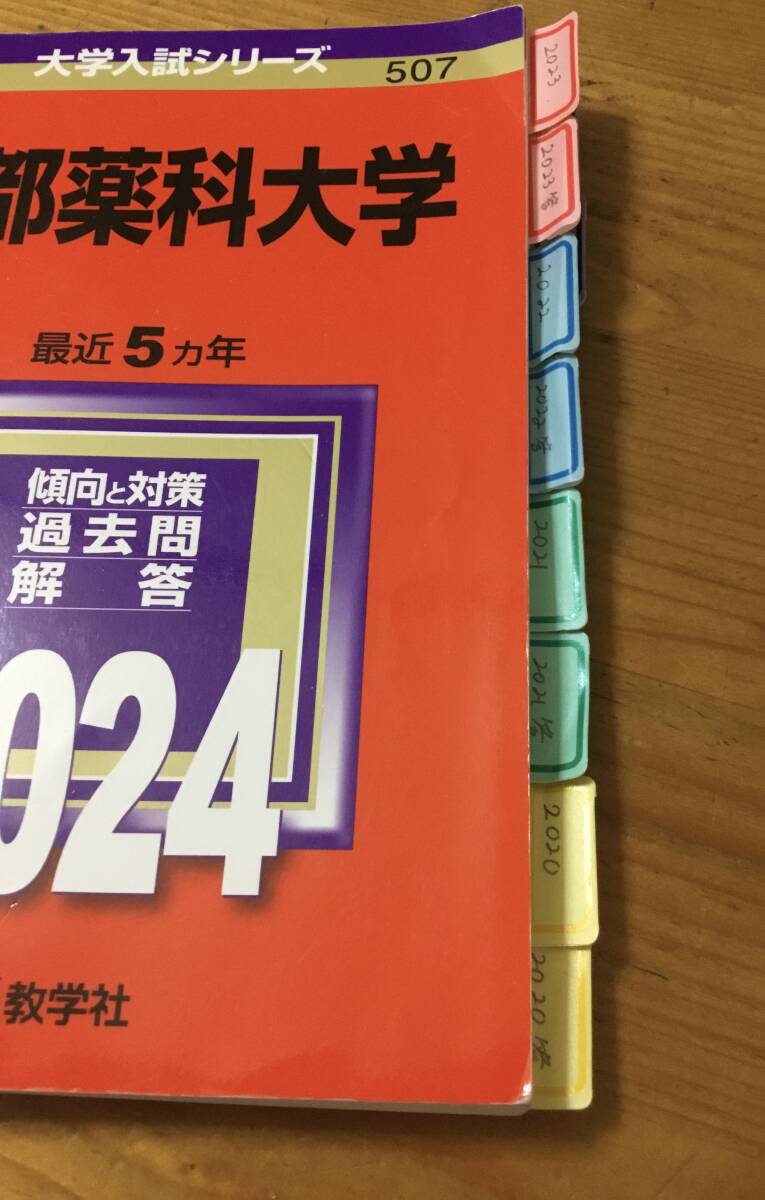 大学入試シリーズ
507
部薬科大学
最近5ヵ年
傾向と対策
過去問
解答
024
教学社
2023
2023答
2022
2022答
2021
2021答
2020
2020答